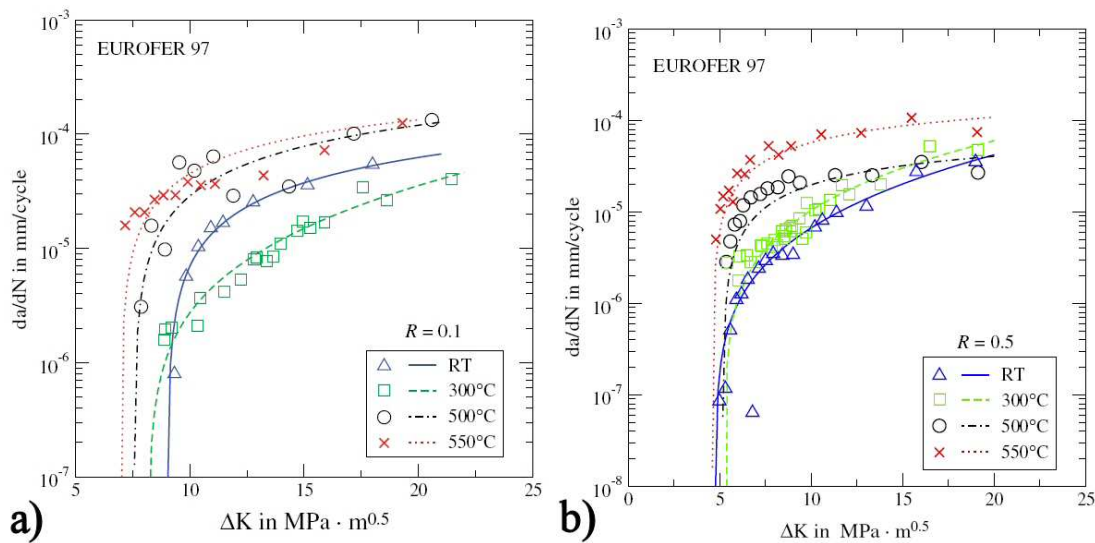 10⁻³
EUROFER 97
10⁻⁴
10⁻⁵
10⁻⁶
10⁻⁷
da/dN in mm/cycle
R = 0.1
RT
300°C
500°C
550°C
5 10 15 20 25
ΔK in MPa · m⁰·⁵
a)
10⁻³
EUROFER 97
10⁻⁴
10⁻⁵
10⁻⁶
10⁻⁷
10⁻⁸
da/dN in mm/cycle
R = 0.5
RT
300°C
500°C
550°C
0 5 10 15 20 25
ΔK in MPa · m⁰·⁵
b)